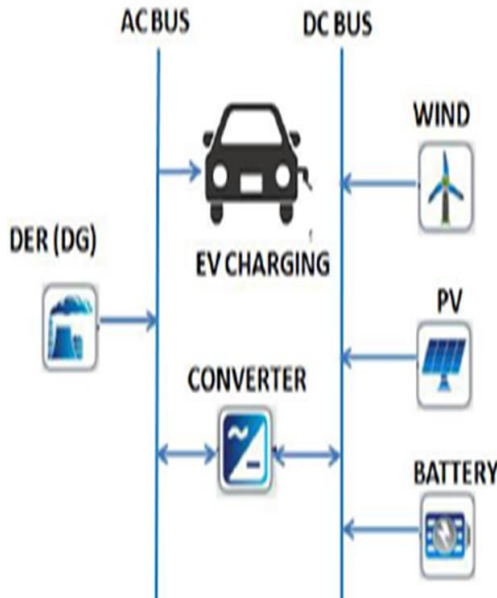 AC BUS
DC BUS
WIND
DER (DG)
EV CHARGING
PV
CONVERTER
BATTERY